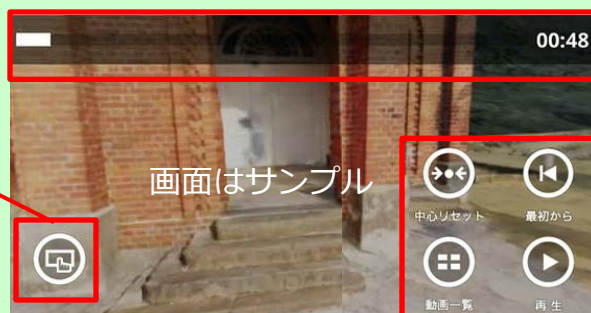 00:48
画面はサンプル
中心リセット
最初から
動画一覧
再生